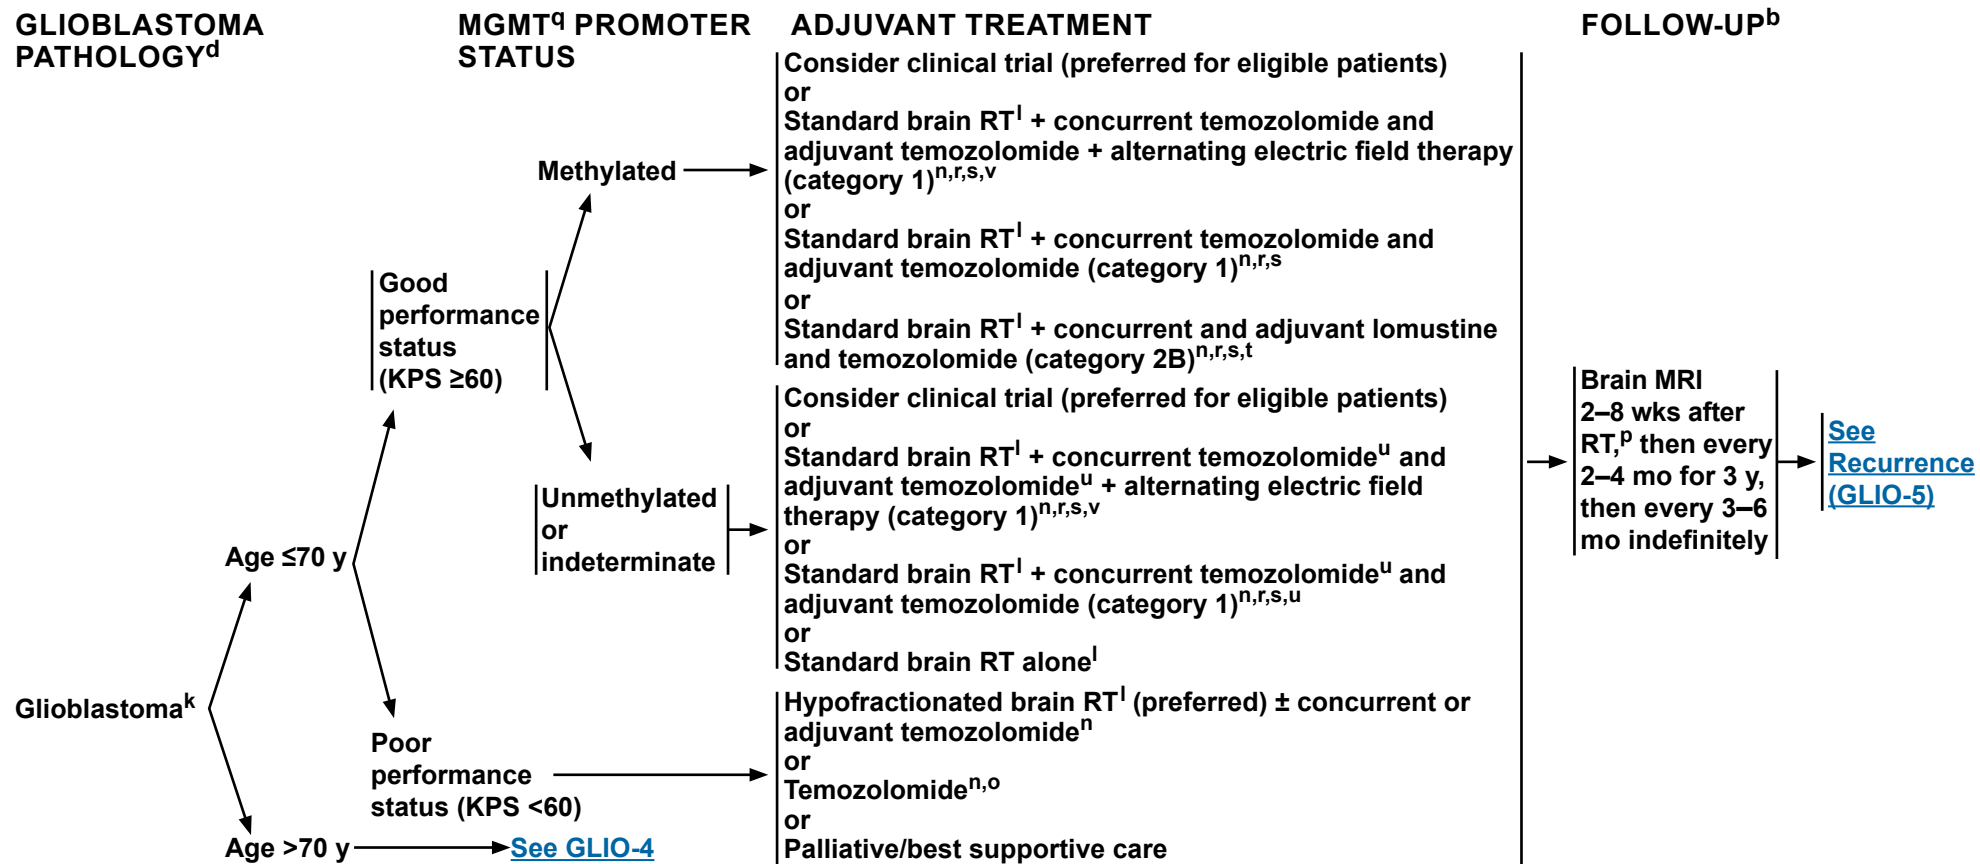 GLIOBLASTOMA
PATHOLOGYᵈ
MGMT�q PROMOTER
STATUS
ADJUVANT TREATMENT
FOLLOW-UPᵇ
Glioblastomaᵏ
Age ≤70 y
Age >70 y
See GLIO-4
Good
performance
status
(KPS ≥60)
Poor
performance
status (KPS <60)
Methylated
Unmethylated
or
indeterminate
Consider clinical trial (preferred for eligible patients)
or
Standard brain RTˡ + concurrent temozolomide and
adjuvant temozolomide + alternating electric field therapy
(category 1)ⁿ,ʳ,ˢ,ᵛ
or
Standard brain RTˡ + concurrent temozolomide and
adjuvant temozolomide (category 1)ⁿ,ʳ,ˢ
or
Standard brain RTˡ + concurrent and adjuvant lomustine
and temozolomide (category 2B)ⁿ,ʳ,ˢ,ᵗ
Consider clinical trial (preferred for eligible patients)
or
Standard brain RTˡ + concurrent temozolomideᵘ and
adjuvant temozolomideᵘ + alternating electric field
therapy (category 1)ⁿ,ʳ,ˢ,ᵛ
or
Standard brain RTˡ + concurrent temozolomideᵘ and
adjuvant temozolomide (category 1)ⁿ,ʳ,ˢ,ᵘ
or
Standard brain RT aloneˡ
Hypofractionated brain RTˡ (preferred) ± concurrent or
adjuvant temozolomideⁿ
or
Temozolomideⁿ,ᵒ
or
Palliative/best supportive care
Brain MRI
2–8 wks after
RT,ᵖ then every
2–4 mo for 3 y,
then every 3–6
mo indefinitely
See
Recurrence
(GLIO-5)